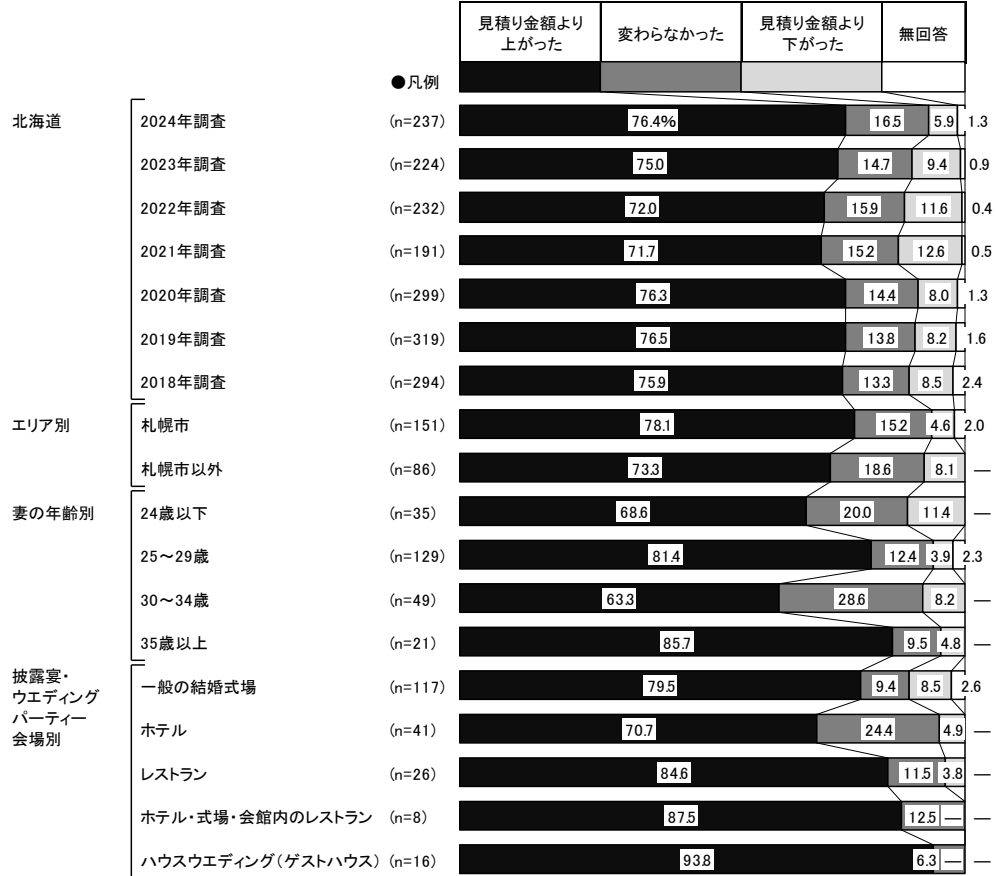 見積り金額より
上がった
変わらなかった
見積り金額より
下がった
無回答
●凡例
北海道
2024年調査 (n=237) 76.4% 16.5 5.9 1.3
2023年調査 (n=224) 75.0 14.7 9.4 0.9
2022年調査 (n=232) 72.0 15.9 11.6 0.4
2021年調査 (n=191) 71.7 15.2 12.6 0.5
2020年調査 (n=299) 76.3 14.4 8.0 1.3
2019年調査 (n=319) 76.5 13.8 8.2 1.6
2018年調査 (n=294) 75.9 13.3 8.5 2.4
エリア別
札幌市 (n=151) 78.1 15.2 4.6 2.0
札幌市以外 (n=86) 73.3 18.6 8.1 ―
妻の年齢別
24歳以下 (n=35) 68.6 20.0 11.4 ―
25～29歳 (n=129) 81.4 12.4 3.9 2.3
30～34歳 (n=49) 63.3 28.6 8.2 ―
35歳以上 (n=21) 85.7 9.5 4.8 ―
披露宴・
ウエディング
パーティー
会場別
一般の結婚式場 (n=117) 79.5 9.4 8.5 2.6
ホテル (n=41) 70.7 24.4 4.9 ―
レストラン (n=26) 84.6 11.5 3.8 ―
ホテル・式場・会館内のレストラン (n=8) 87.5 12.5 ― ―
ハウスウエディング（ゲストハウス） (n=16) 93.8 6.3 ― ―